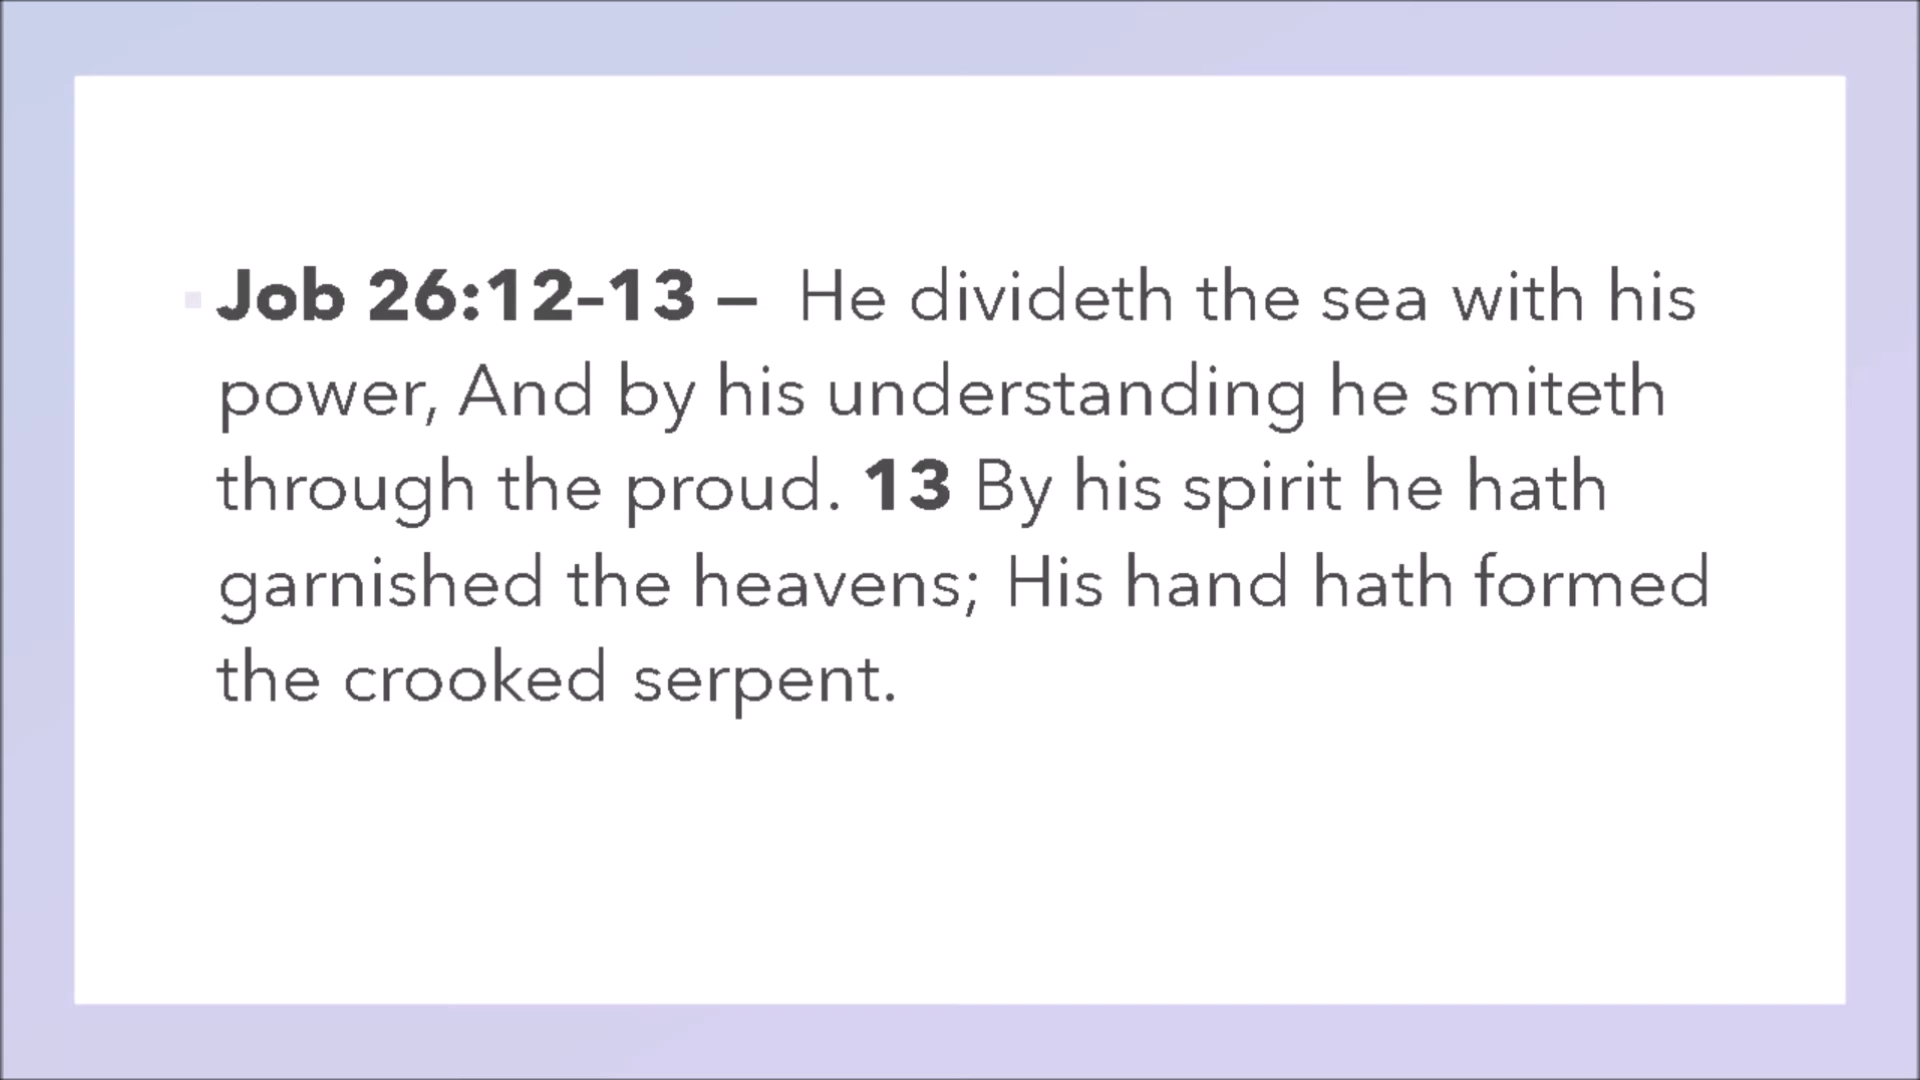 Job 26:12–13 – He divideth the sea with his
power, And by his understanding he smiteth
through the proud. 13 By his spirit he hath
garnished the heavens; His hand hath formed
the crooked serpent.